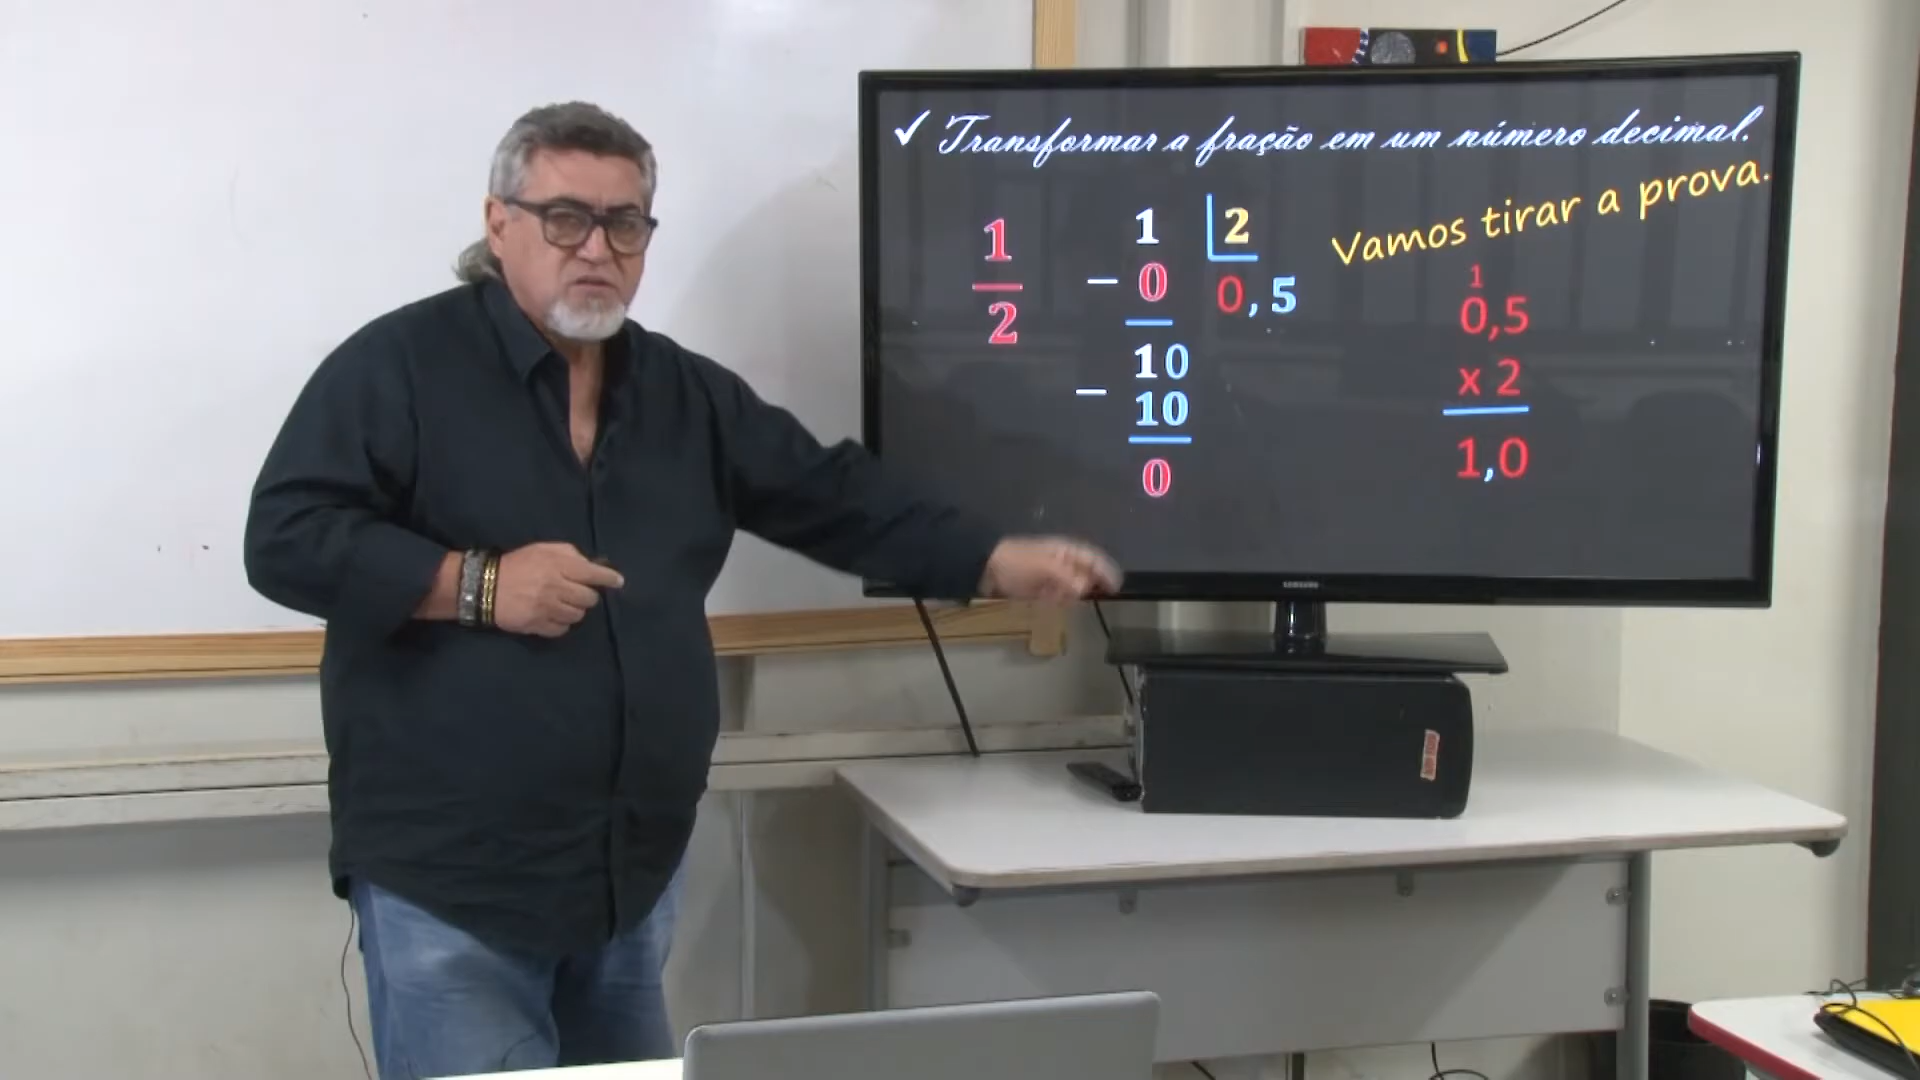 ✓ Transformar a fração em um número decimal.
Vamos tirar a prova.
1
2
1 2
– 0 0,5
10
– 10
0
1
0,5
x 2
1,0
SAMSUNG